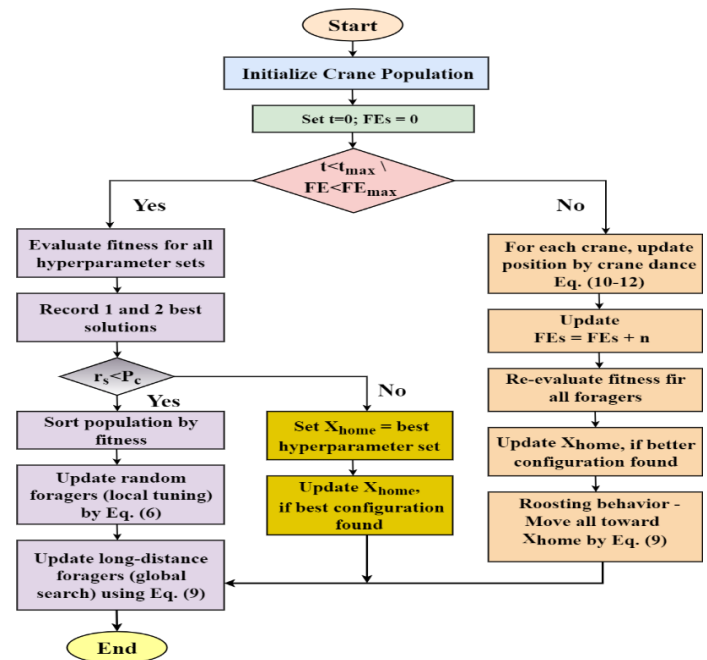 Start
Initialize Crane Population
Set t=0; FEs = 0
t<tmax \
FE<FEmax
Yes
No
Evaluate fitness for all
hyperparameter sets
Record 1 and 2 best
solutions
rs<Pc
Yes
No
Sort population by
fitness
Update random
foragers (local tuning)
by Eq. (6)
Update long-distance
foragers (global
search) using Eq. (9)
End
Set Xhome = best
hyperparameter set
Update Xhome,
if best configuration
found
For each crane, update
position by crane dance
Eq. (10-12)
Update
FEs = FEs + n
Re-evaluate fitness fir
all foragers
Update Xhome, if better
configuration found
Roosting behavior -
Move all toward
Xhome by Eq. (9)